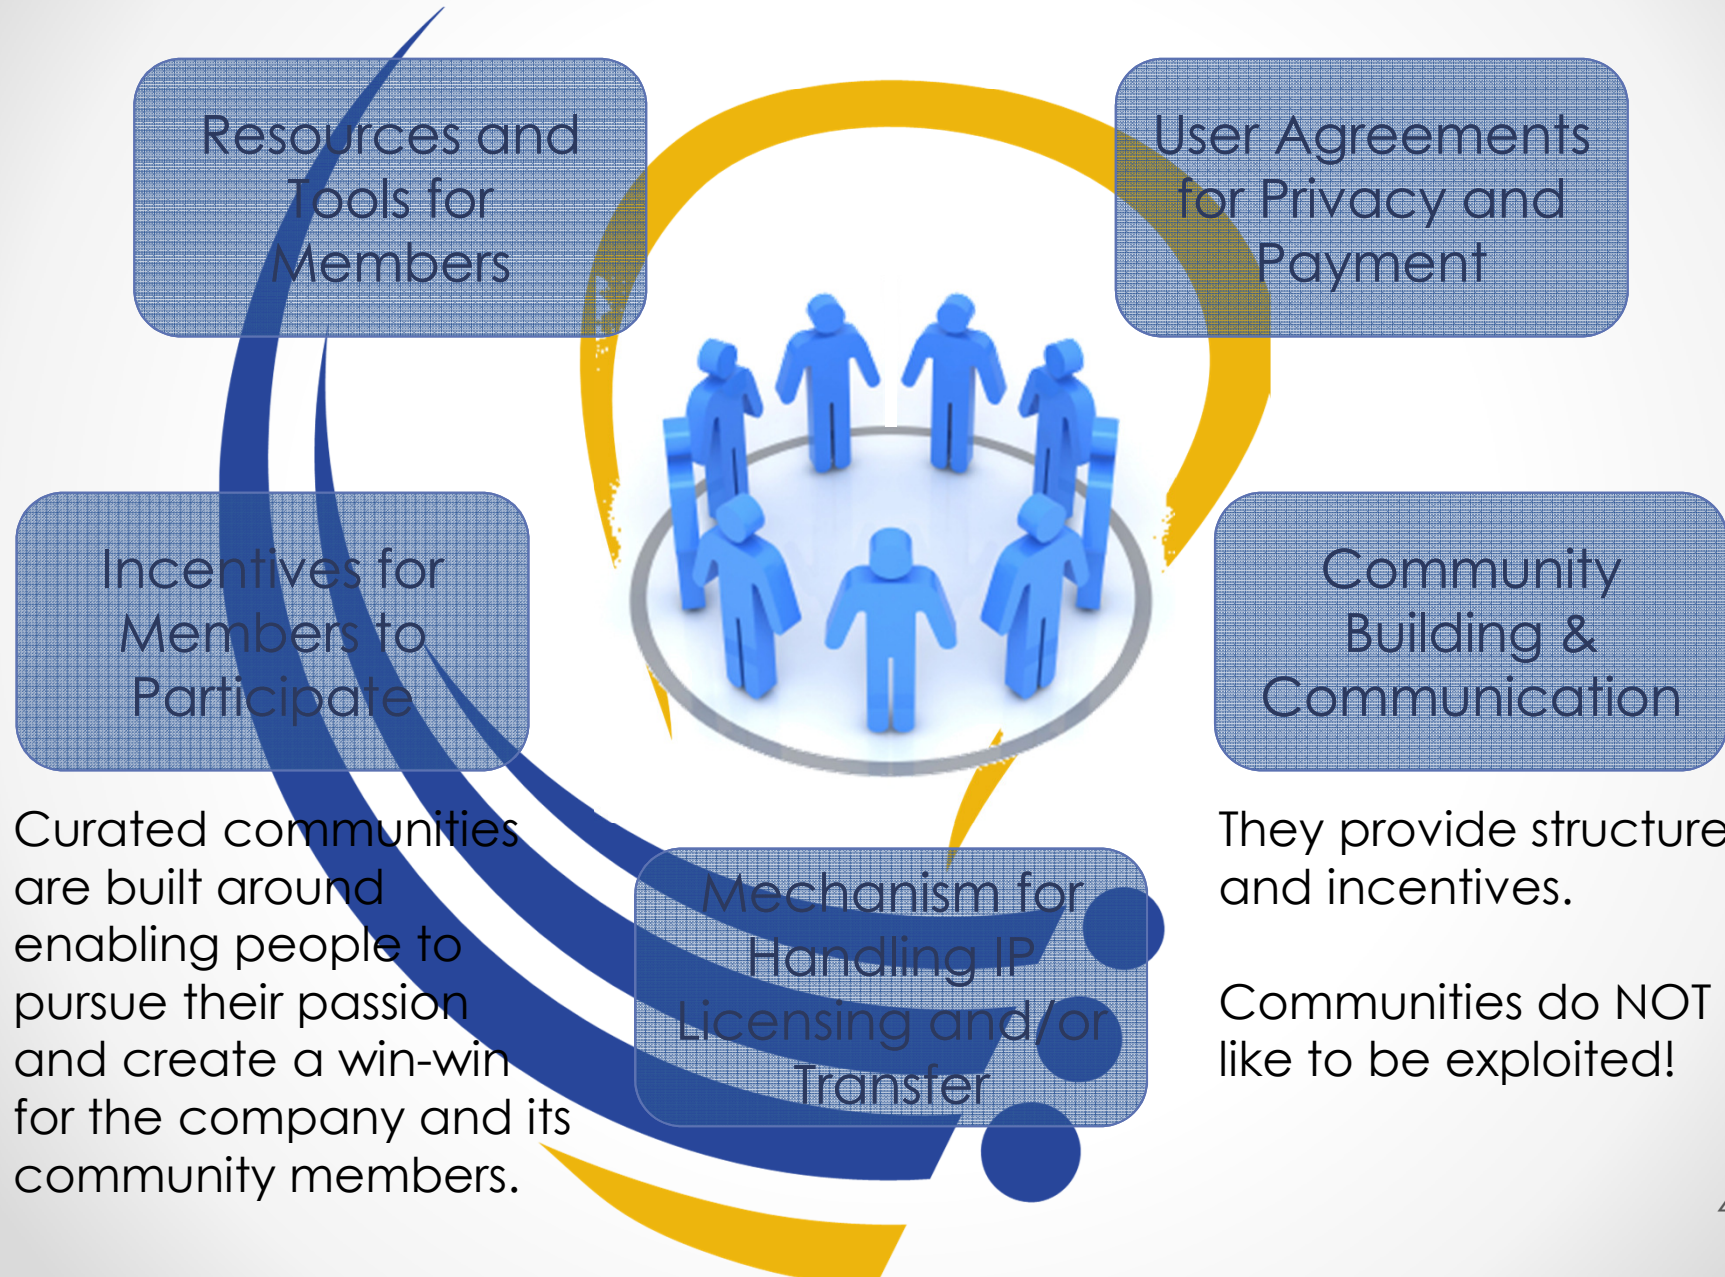 Resources and
Tools for
Members
User Agreements
for Privacy and
Payment
Incentives for
Members to
Participate
Community
Building &
Communication
Curated communities
are built around
enabling people to
pursue their passion
and create a win-win
for the company and its
community members.
Mechanism for
Handling IP
Licensing and/or
Transfer
They provide structure
and incentives.
Communities do NOT
like to be exploited!